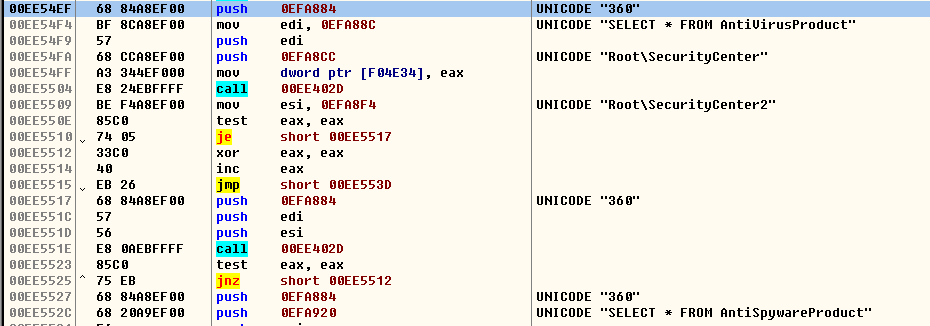 00EE54EF 68 84A8EF00 push 0EFA884 UNICODE "360"
00EE54F4 BF 8CA8EF00 mov edi, 0EFA88C UNICODE "SELECT * FROM AntiVirusProduct"
00EE54F9 57 push edi
00EE54FA 68 CCA8EF00 push 0EFA8CC UNICODE "Root\SecurityCenter"
00EE54FF A3 344EF000 mov dword ptr [F04E34], eax
00EE5504 E8 24EBFFFF call 00EE402D
00EE5509 BE F4A8EF00 mov esi, 0EFA8F4 UNICODE "Root\SecurityCenter2"
00EE550E 85C0 test eax, eax
00EE5510 74 05 je short 00EE5517
00EE5512 33C0 xor eax, eax
00EE5514 40 inc eax
00EE5515 EB 26 jmp short 00EE553D
00EE5517 68 84A8EF00 push 0EFA884 UNICODE "360"
00EE551C 57 push edi
00EE551D 56 push esi
00EE551E E8 0AEBFFFF call 00EE402D
00EE5523 85C0 test eax, eax
00EE5525 75 EB jnz short 00EE5512
00EE5527 68 84A8EF00 push 0EFA884 UNICODE "360"
00EE552C 68 20A9EF00 push 0EFA920 UNICODE "SELECT * FROM AntiSpywareProduct"